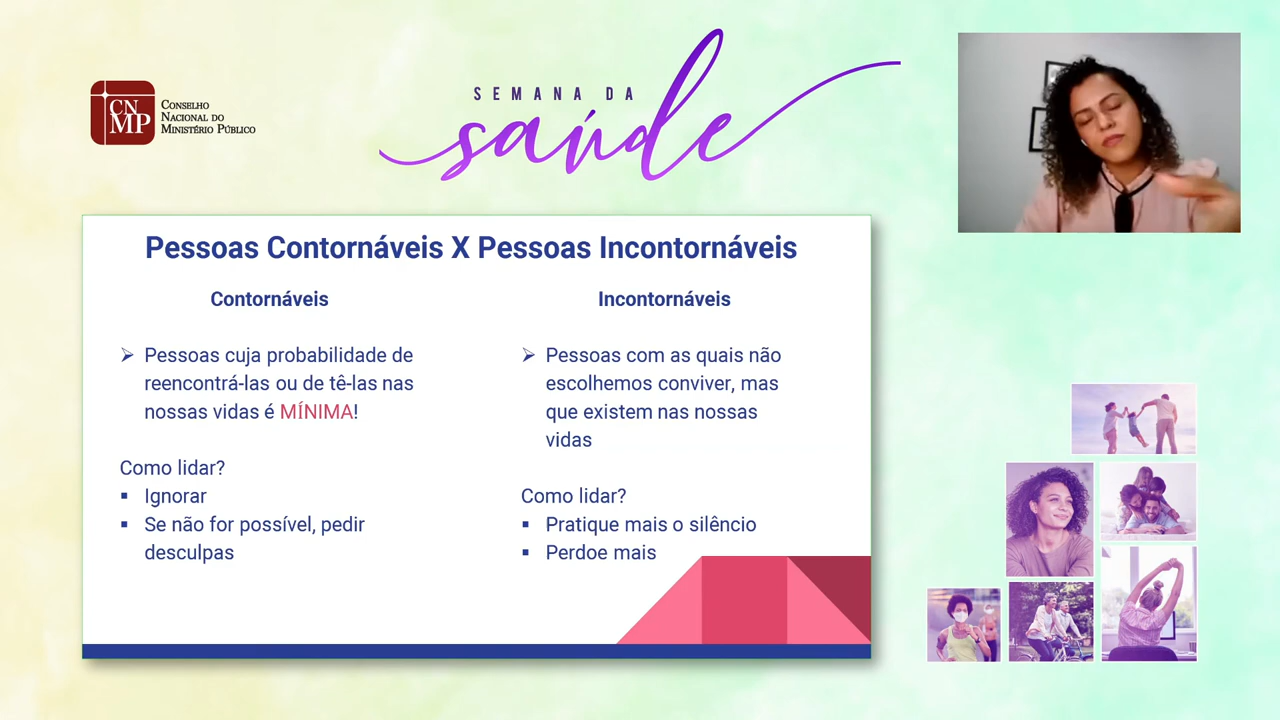 CN
MP
CONSELHO
NACIONAL DO
MINISTÉRIO PÚBLICO
SEMANA DA
saúde
Pessoas Contornáveis X Pessoas Incontornáveis
Contornáveis
➢ Pessoas cuja probabilidade de
reencontrá-las ou de tê-las nas
nossas vidas é MÍNIMA!
Como lidar?
▪ Ignorar
▪ Se não for possível, pedir
desculpas
Incontornáveis
➢ Pessoas com as quais não
escolhemos conviver, mas
que existem nas nossas
vidas
Como lidar?
▪ Pratique mais o silêncio
▪ Perdoe mais